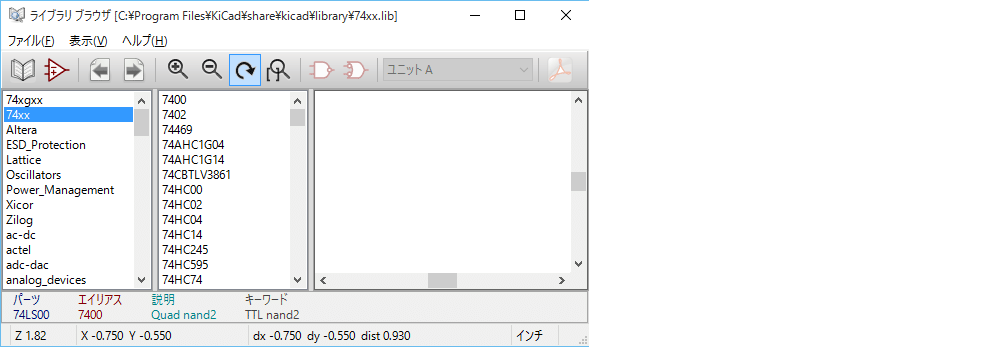 ライブラリ ブラウザ [C:¥Program Files¥KiCad¥share¥kicad¥library¥74xx.lib]
ファイル(F) 表示(V) ヘルプ(H)
ユニット A
74xgxx
74xx
Altera
ESD_Protection
Lattice
Oscillators
Power_Management
Xicor
Zilog
ac-dc
actel
adc-dac
analog_devices
7400
7402
74469
74AHC1G04
74AHC1G14
74CBTLV3861
74HC00
74HC02
74HC04
74HC14
74HC245
74HC595
74HC74
パーツ エイリアス 説明 キーワード
74LS00 7400 Quad nand2 TTL nand2
Z 1.82 X -0.750 Y -0.550 dx -0.750 dy -0.550 dist 0.930 インチ